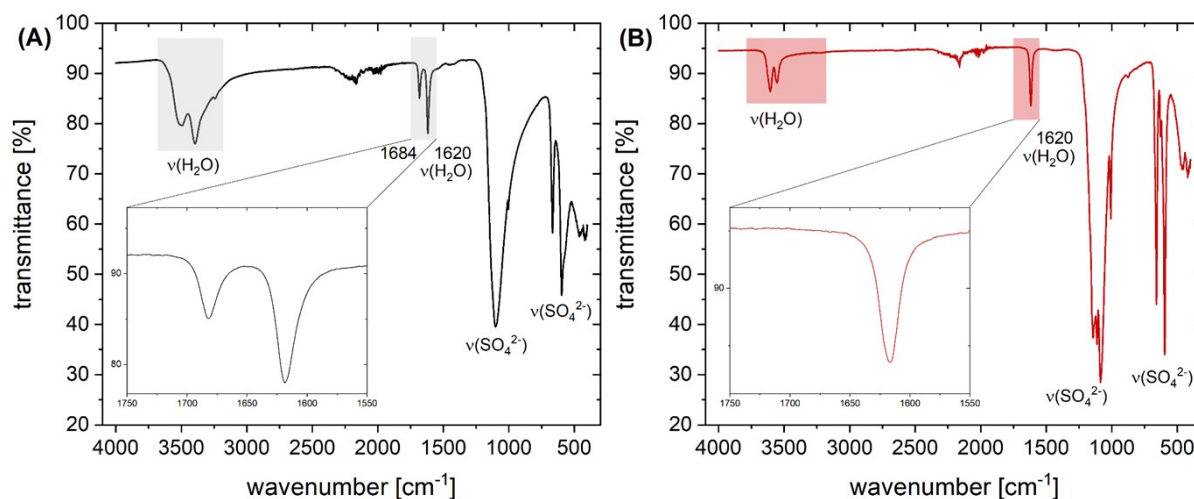 (A)
100
90
80
70
60
50
40
30
20
transmittance [%]
ν(H₂O)
1684
1620
ν(H₂O)
90
80
1750 1700 1650 1600 1550
ν(SO₄²⁻)
ν(SO₄²⁻)
4000 3500 3000 2500 2000 1500 1000 500
wavenumber [cm⁻¹]
(B)
100
90
80
70
60
50
40
30
20
transmittance [%]
ν(H₂O)
1620
ν(H₂O)
90
1750 1700 1650 1600 1550
ν(SO₄²⁻)
ν(SO₄²⁻)
4000 3500 3000 2500 2000 1500 1000 500
wavenumber [cm⁻¹]